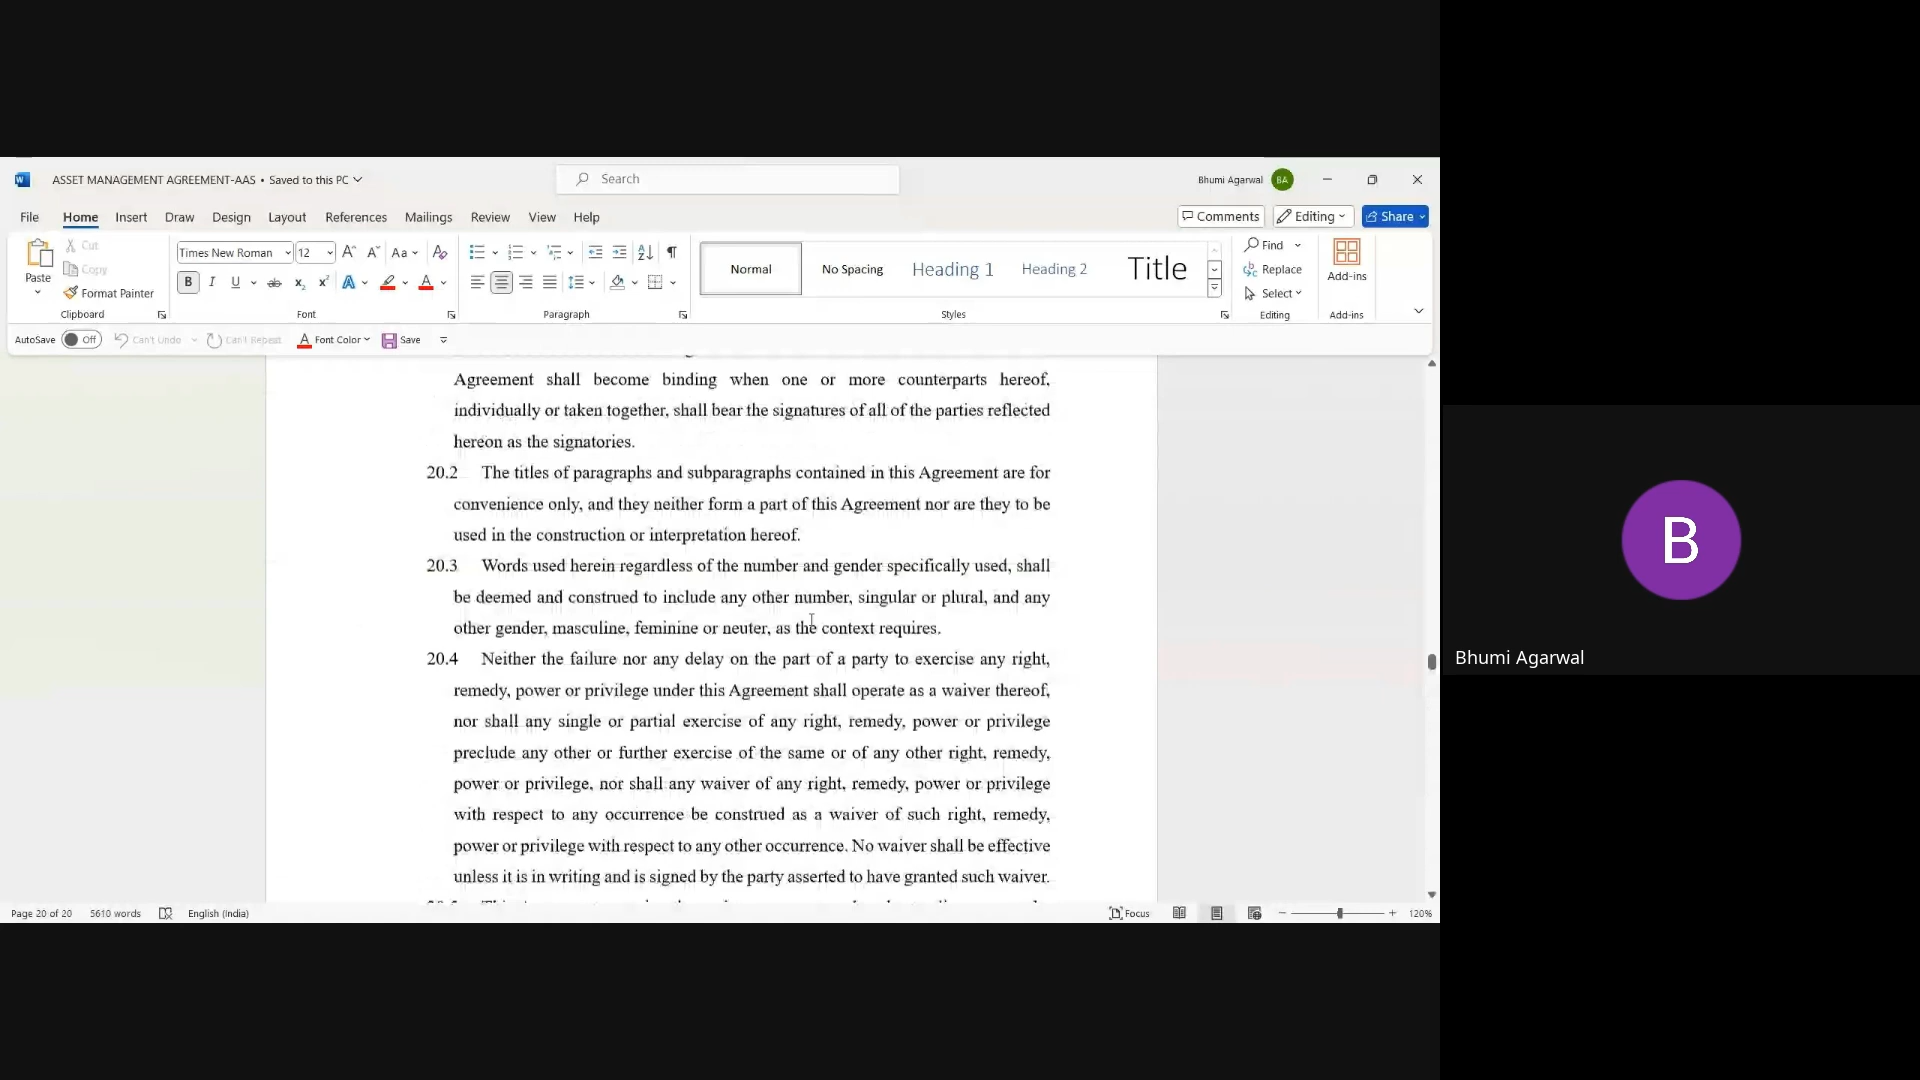 ASSET MANAGEMENT AGREEMENT-AAS • Saved to this PC
Search
Bhumi Agarwal BA
File Home Insert Draw Design Layout References Mailings Review View Help
Comments Editing Share
Paste
Cut
Copy
Format Painter
Clipboard
Times New Roman 12
Font
Paragraph
Normal
No Spacing
Heading 1
Heading 2
Title
Styles
Find
Replace
Select
Editing
Add-ins
Add-ins
AutoSave Off Can't Undo Can't Repeat Font Color Save
Agreement shall become binding when one or more counterparts hereof,
individually or taken together, shall bear the signatures of all of the parties reflected
hereon as the signatories.
20.2 The titles of paragraphs and subparagraphs contained in this Agreement are for
convenience only, and they neither form a part of this Agreement nor are they to be
used in the construction or interpretation hereof.
20.3 Words used herein regardless of the number and gender specifically used, shall
be deemed and construed to include any other number, singular or plural, and any
other gender, masculine, feminine or neuter, as the context requires.
20.4 Neither the failure nor any delay on the part of a party to exercise any right,
remedy, power or privilege under this Agreement shall operate as a waiver thereof,
nor shall any single or partial exercise of any right, remedy, power or privilege
preclude any other or further exercise of the same or of any other right, remedy,
power or privilege, nor shall any waiver of any right, remedy, power or privilege
with respect to any occurrence be construed as a waiver of such right, remedy,
power or privilege with respect to any other occurrence. No waiver shall be effective
unless it is in writing and is signed by the party asserted to have granted such waiver.
Page 20 of 20 5610 words English (India) Focus 120%
B
Bhumi Agarwal